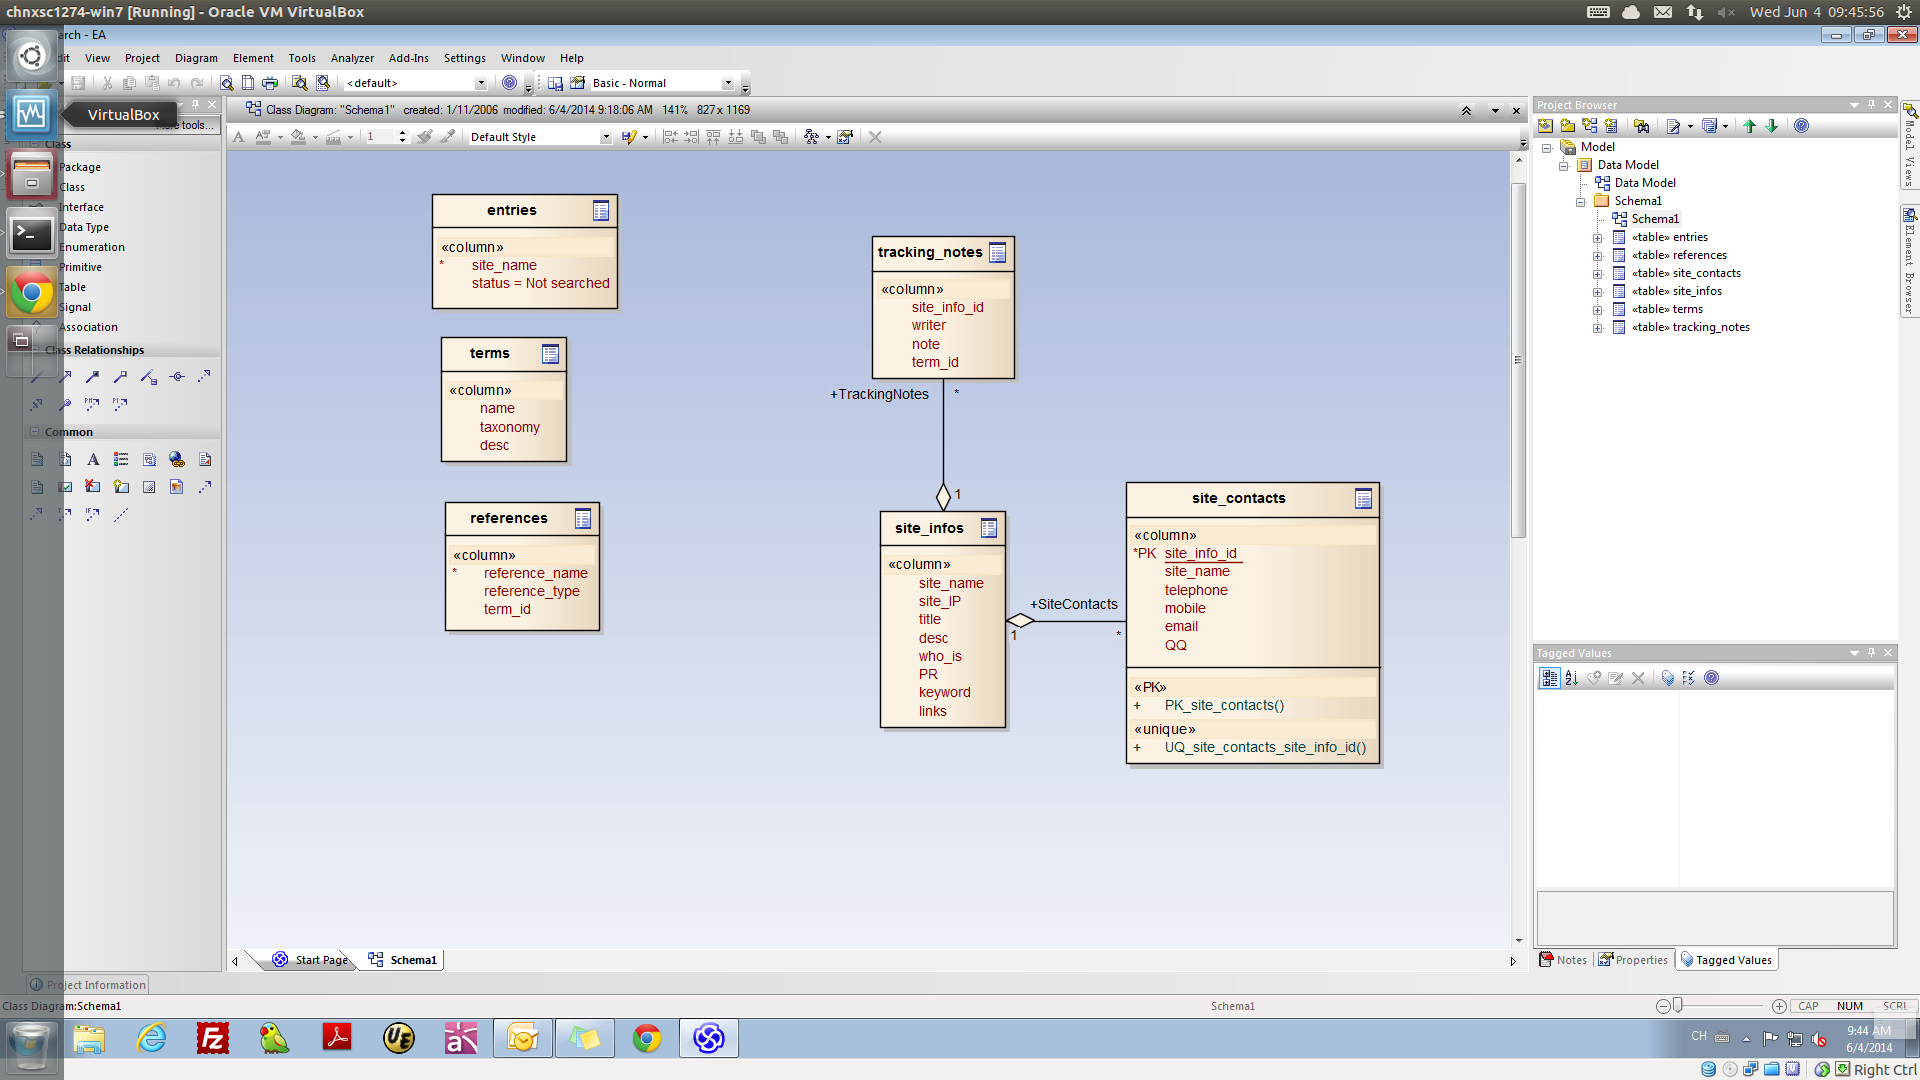 chnxsc1274-win7 [Running] - Oracle VM VirtualBox
Wed Jun 4 09:45:56
arch - EA
View Project Diagram Element Tools Analyzer Add-Ins Settings Window Help
<default>
Basic - Normal
VirtualBox
More tools...
Class
Package
Class
Interface
Data Type
Enumeration
Primitive
Table
Signal
Association
Class Relationships
Common
Class Diagram: "Schema1" created: 1/11/2006 modified: 6/4/2014 9:18:06 AM 141% 827 x 1169
1
Default Style
entries
«column»
* site_name
status = Not searched
terms
«column»
name
taxonomy
desc
references
«column»
* reference_name
reference_type
term_id
tracking_notes
«column»
site_info_id
writer
note
term_id
+TrackingNotes *
1
site_infos
«column»
site_name
site_IP
title
desc
who_is
PR
keyword
links
+SiteContacts
1 *
site_contacts
«column»
*PK site_info_id
site_name
telephone
mobile
email
QQ
«PK»
+ PK_site_contacts()
«unique»
+ UQ_site_contacts_site_info_id()
Project Browser
Model
Data Model
Data Model
Schema1
Schema1
«table» entries
«table» references
«table» site_contacts
«table» site_infos
«table» terms
«table» tracking_notes
Model Views
Element Browser
Tagged Values
Notes Properties Tagged Values
Start Page Schema1
Project Information
Class Diagram:Schema1
Schema1
CAP NUM SCRL
CH
9:44 AM
6/4/2014
Right Ctrl